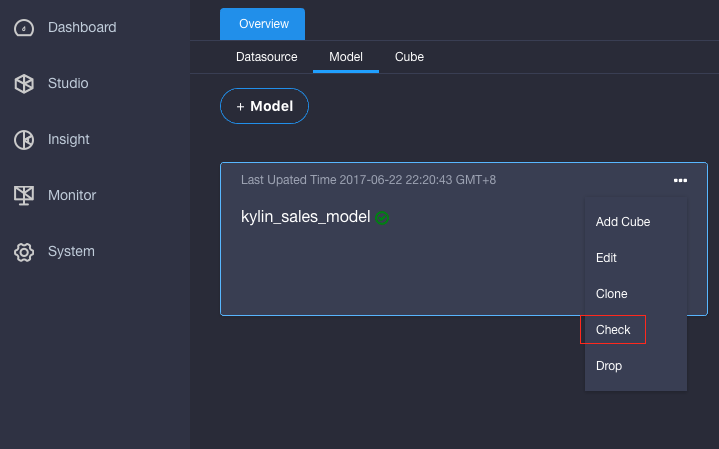 Dashboard
Studio
Insight
Monitor
System
Overview
Datasource Model Cube
+ Model
Last Upated Time 2017-06-22 22:20:43 GMT+8
kylin_sales_model
Add Cube
Edit
Clone
Check
Drop